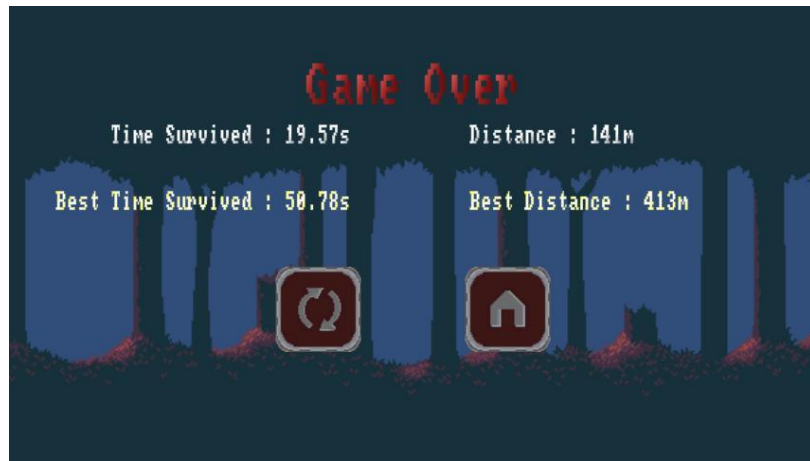 Game Over
Time Survived : 19.57s
Distance : 141m
Best Time Survived : 50.78s
Best Distance : 413m